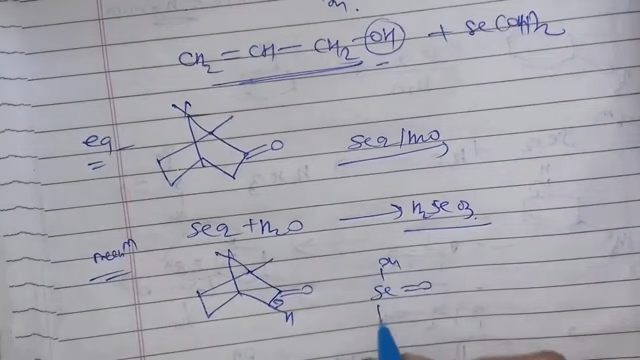 CH2 = CH — CH2 — OH + Se(OH)2
eg — O SeO2/H2O
SeO2 + H2O → H2SeO3.
mech^m
O H OH
Se = O